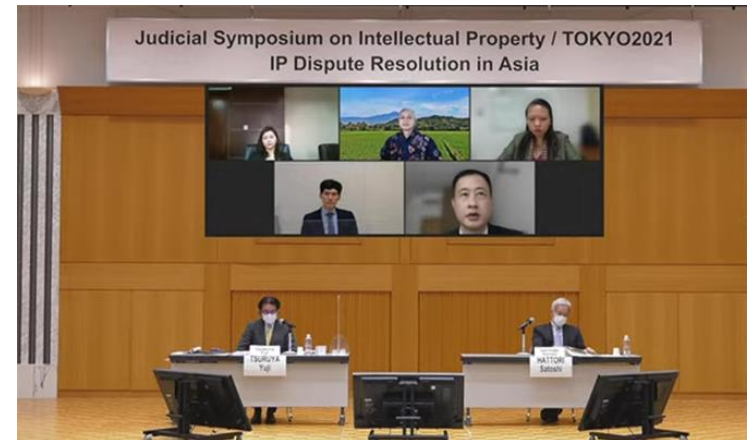 Judicial Symposium on Intellectual Property / TOKYO2021
IP Dispute Resolution in Asia
TSURUYA
Yuji
HATTORI
Satoshi